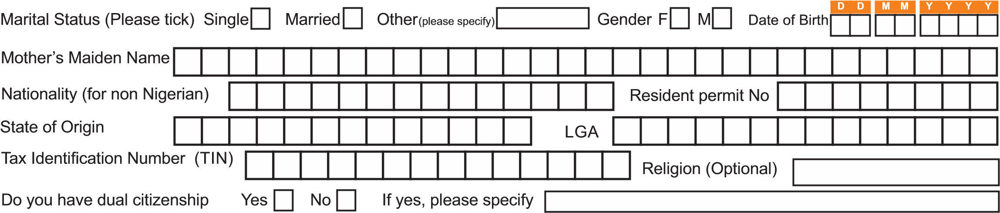 D D M M Y Y Y Y
Marital Status (Please tick) Single Married Other (please specify) Gender F M Date of Birth
Mother’s Maiden Name
Nationality (for non Nigerian) Resident permit No
State of Origin LGA
Tax Identification Number (TIN) Religion (Optional)
Do you have dual citizenship Yes No If yes, please specify